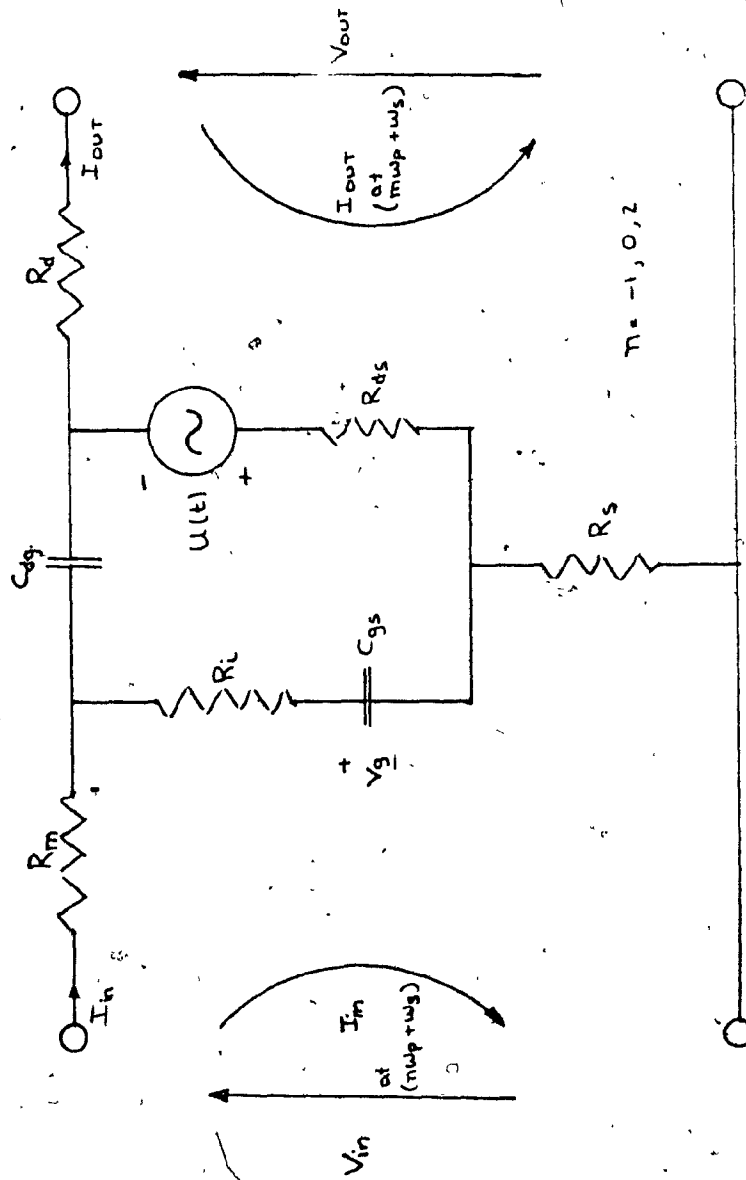 Cdg
Rm
Rd
Iin
IOUT
Ri
U(t)
-
+
Cgs
+
Vg
-
Rds
Rs
Vin
Im
at
(nωp+ωs)
IOUT
at
(mωp+ωs)
VOUT
n= -1, 0, 2